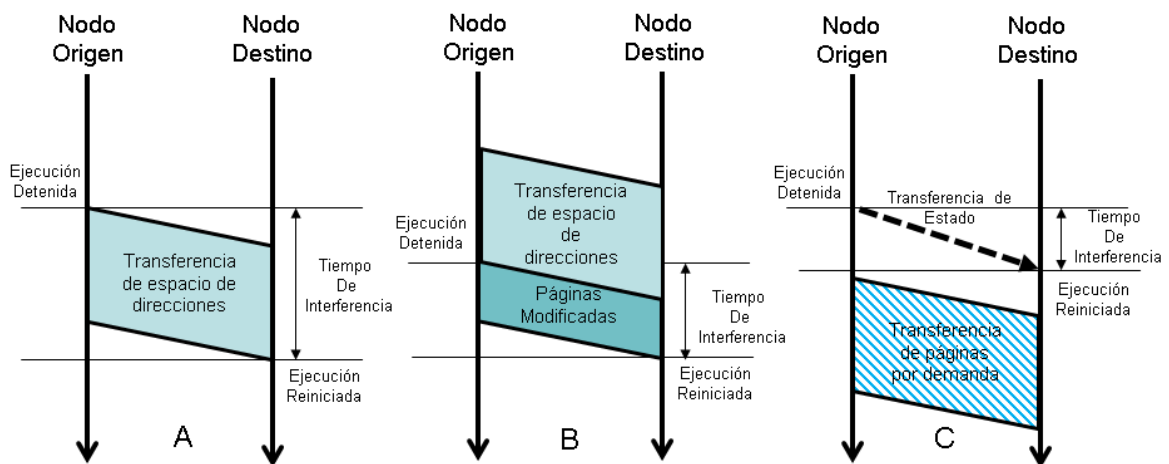 Nodo
Origen
Nodo
Destino
Ejecución
Detenida
Transferencia
de espacio de
direcciones
Tiempo
De
Interferencia
Ejecución
Reiniciada
A
Nodo
Origen
Nodo
Destino
Ejecución
Detenida
Transferencia
de espacio
de
direcciones
Páginas
Modificadas
Tiempo
De
Interferencia
Ejecución
Reiniciada
B
Nodo
Origen
Nodo
Destino
Ejecución
Detenida
Transferencia de
Estado
Tiempo
De
Interferencia
Ejecución
Reiniciada
Transferencia
de páginas
por demanda
C